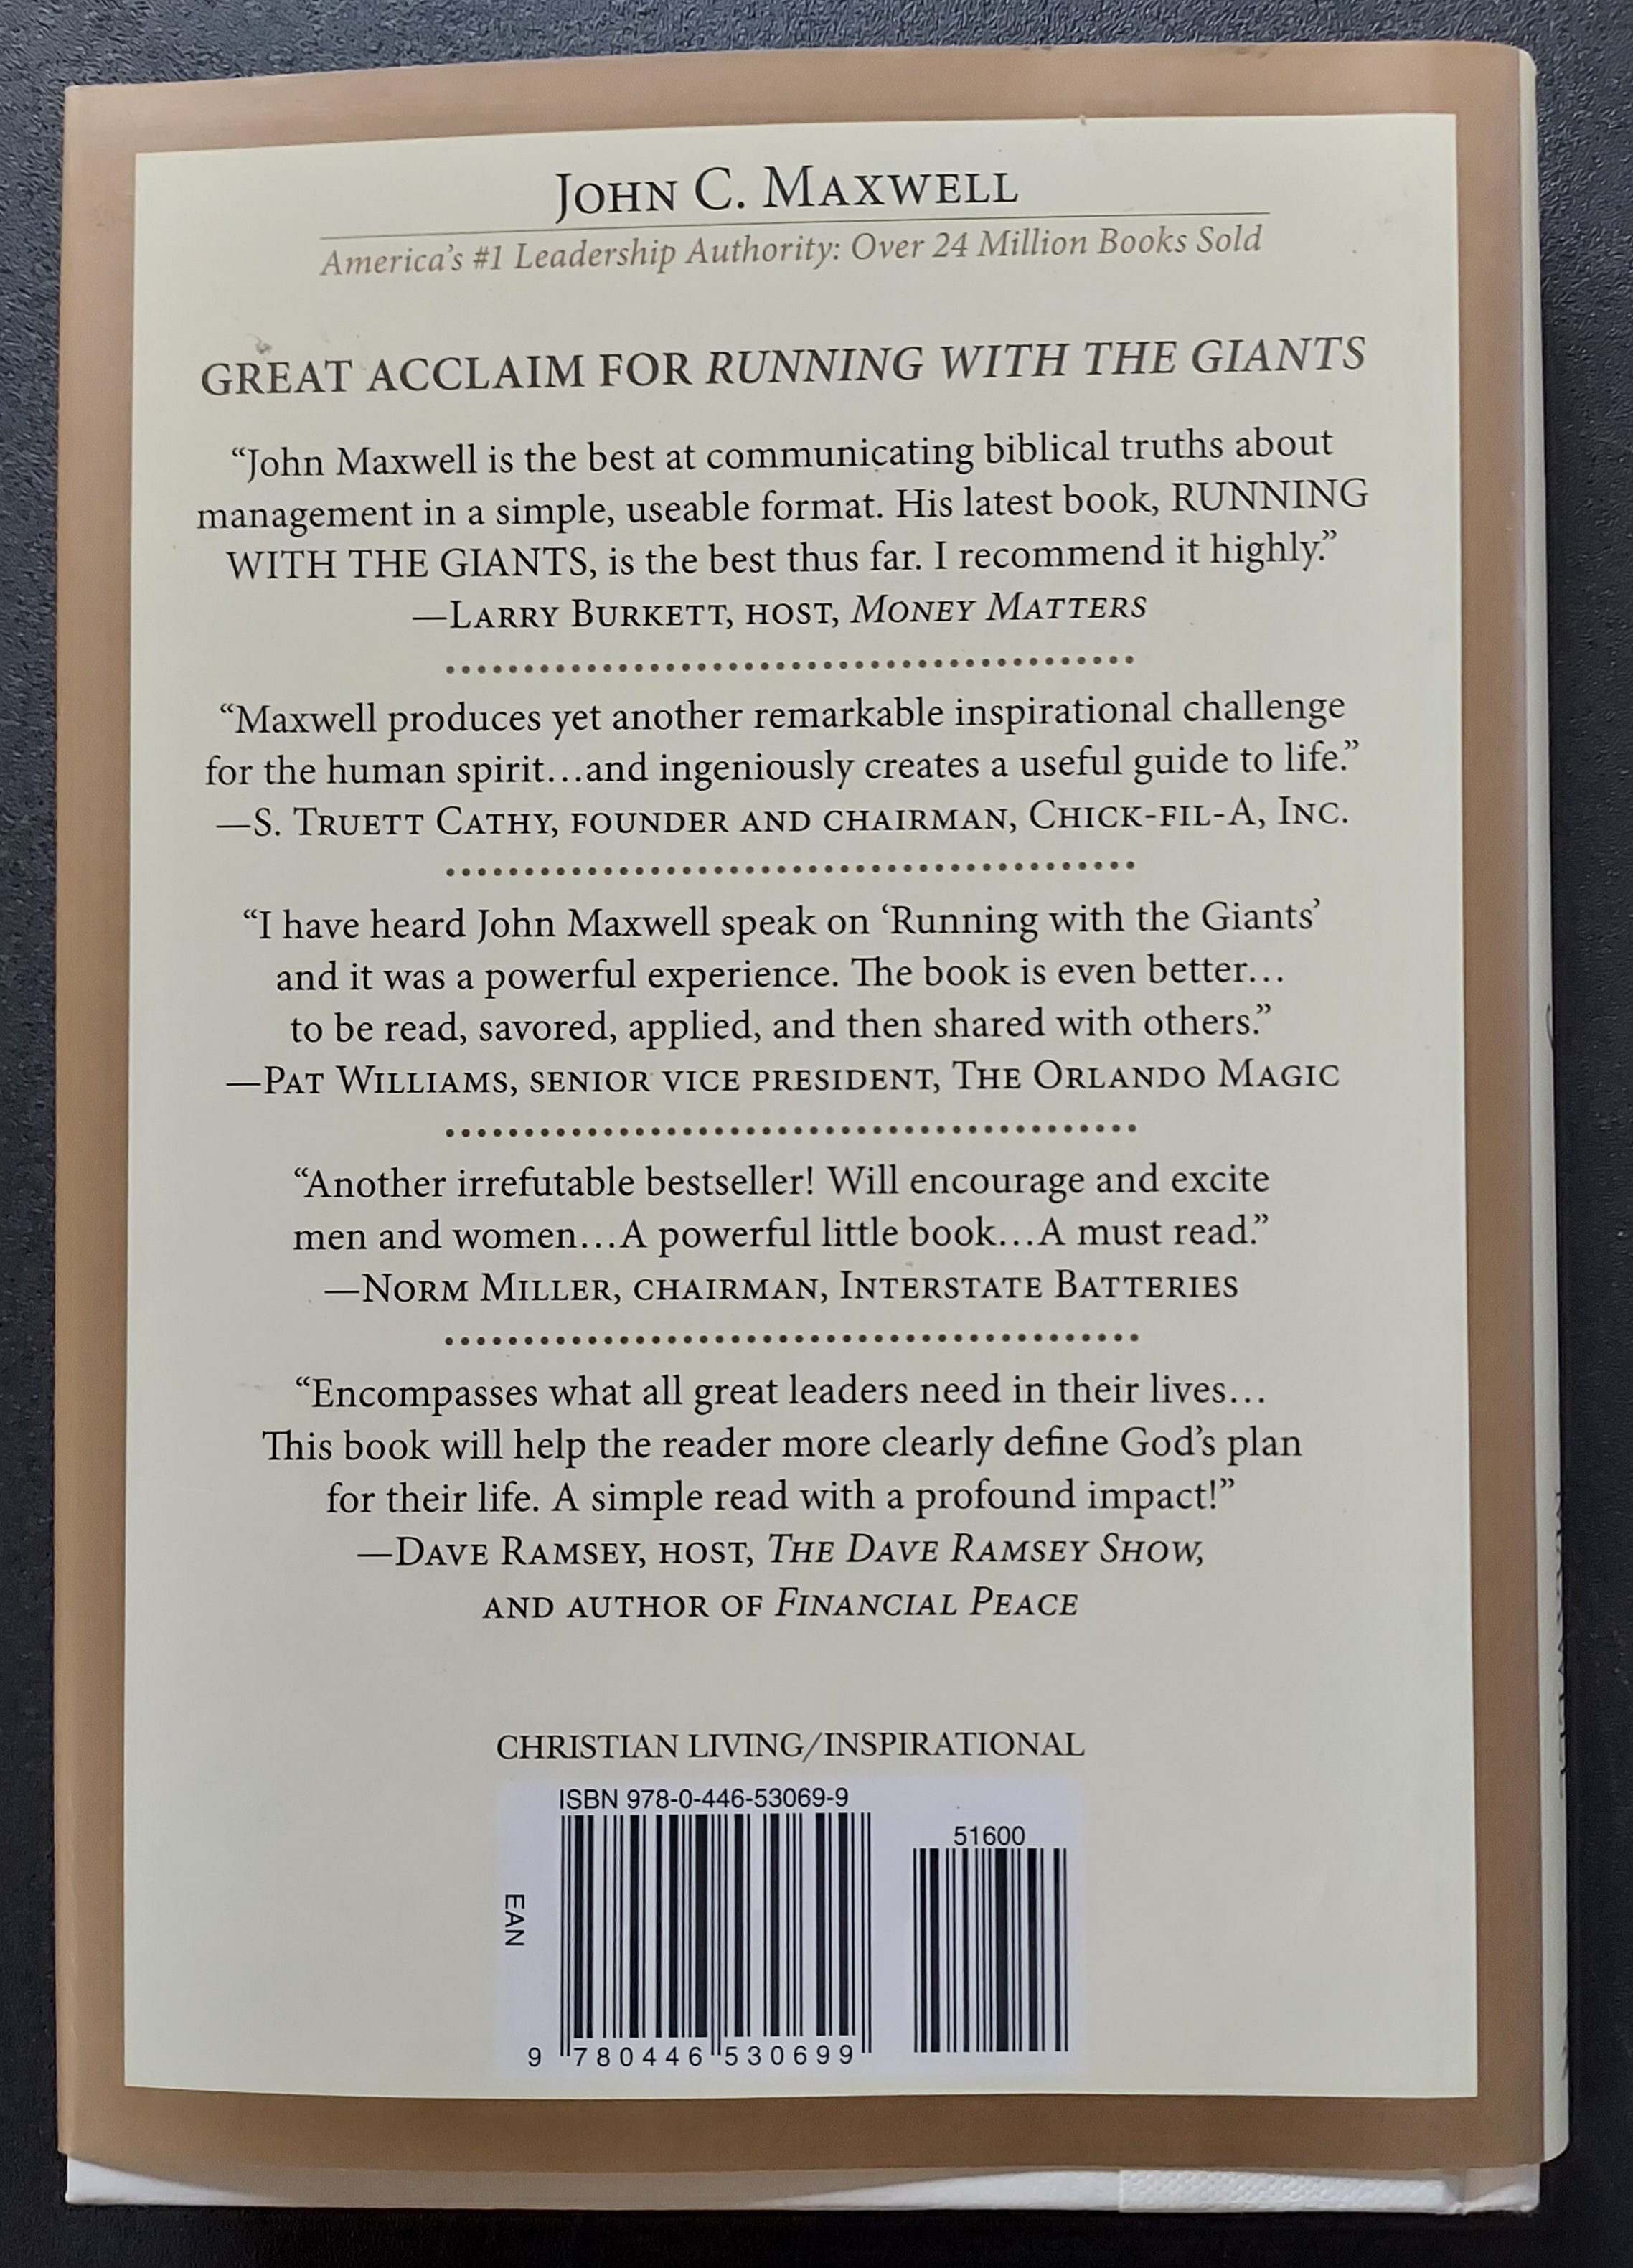 JOHN C. MAXWELL
America's #1 Leadership Authority: Over 24 Million Books Sold
GREAT ACCLAIM FOR RUNNING WITH THE GIANTS
“John Maxwell is the best at communicating biblical truths about
management in a simple, useable format. His latest book, RUNNING
WITH THE GIANTS, is the best thus far. I recommend it highly.”
—LARRY BURKETT, HOST, MONEY MATTERS
“Maxwell produces yet another remarkable inspirational challenge
for the human spirit…and ingeniously creates a useful guide to life.”
—S. TRUETT CATHY, FOUNDER AND CHAIRMAN, CHICK-FIL-A, INC.
“I have heard John Maxwell speak on ‘Running with the Giants’
and it was a powerful experience. The book is even better…
to be read, savored, applied, and then shared with others.”
—PAT WILLIAMS, SENIOR VICE PRESIDENT, THE ORLANDO MAGIC
“Another irrefutable bestseller! Will encourage and excite
men and women…A powerful little book…A must read.”
—NORM MILLER, CHAIRMAN, INTERSTATE BATTERIES
“Encompasses what all great leaders need in their lives…
This book will help the reader more clearly define God's plan
for their life. A simple read with a profound impact!”
—DAVE RAMSEY, HOST, THE DAVE RAMSEY SHOW,
AND AUTHOR OF FINANCIAL PEACE
CHRISTIAN LIVING/INSPIRATIONAL
ISBN 978-0-446-53069-9
51600
EAN
9 780446 530699